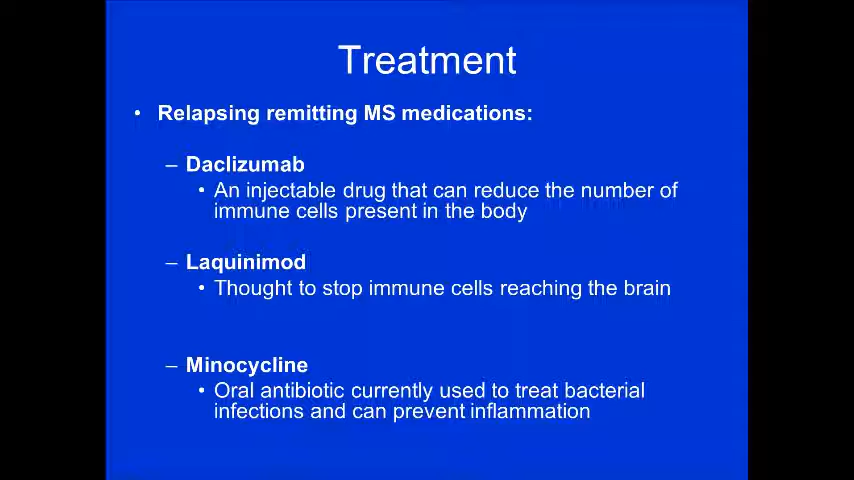 Treatment
• Relapsing remitting MS medications:
– Daclizumab
• An injectable drug that can reduce the number of
immune cells present in the body
– Laquinimod
• Thought to stop immune cells reaching the brain
– Minocycline
• Oral antibiotic currently used to treat bacterial
infections and can prevent inflammation